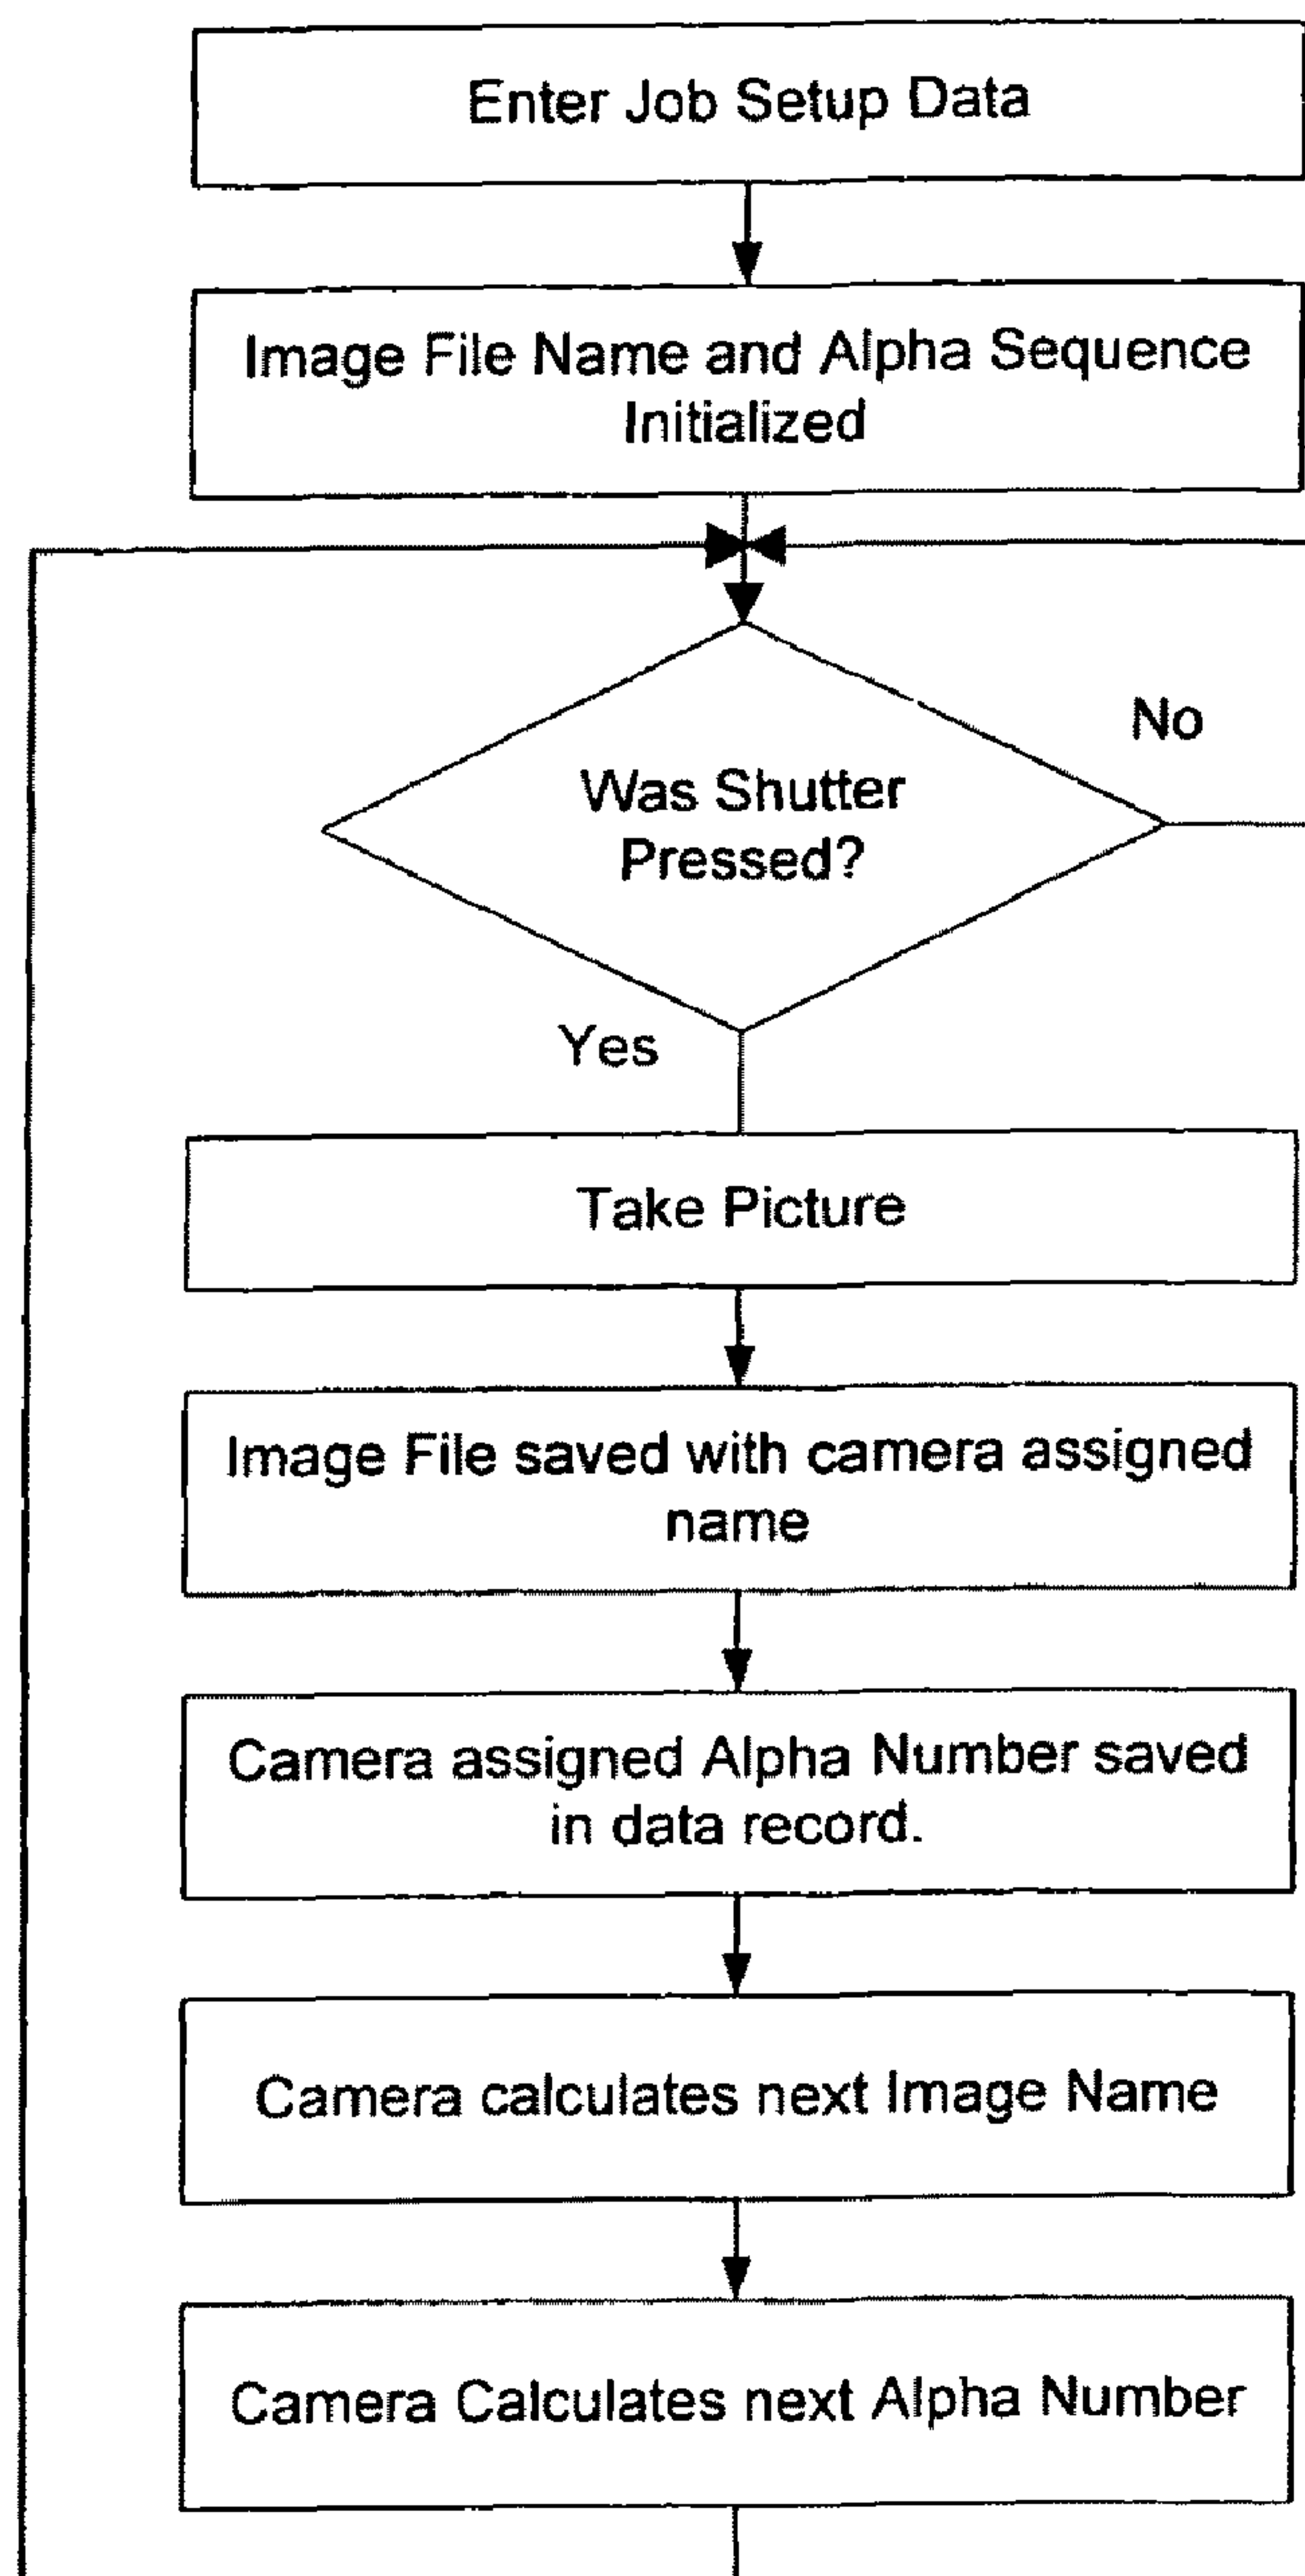 Enter Job Setup Data
Image File Name and Alpha Sequence
Initialized
No
Was Shutter
Pressed?
Yes
Take Picture
Image File saved with camera assigned
name
Camera assigned Alpha Number saved
in data record.
Camera calculates next Image Name
Camera Calculates next Alpha Number